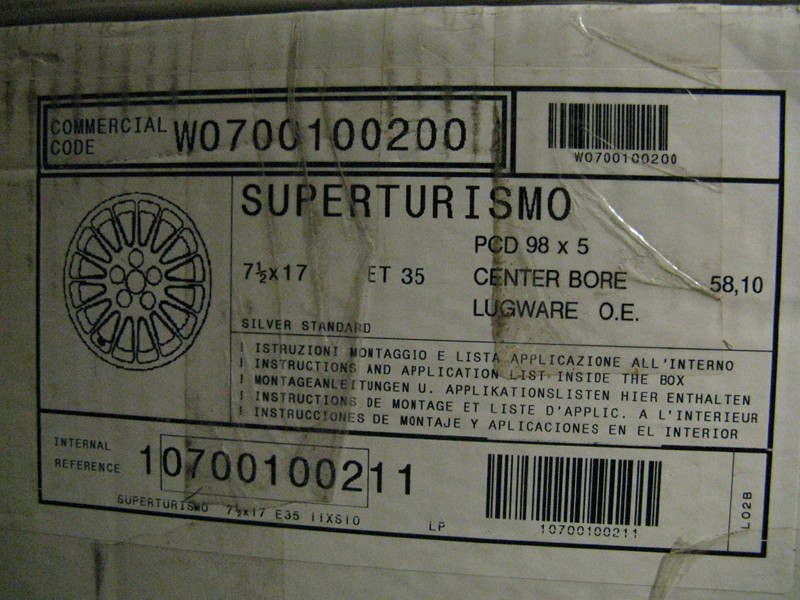 COMMERCIAL CODE W0700100200
W0700100200
SUPERTURISMO
PCD 98 x 5
7½x17 ET 35 CENTER BORE 58,10
LUGWARE O.E.
SILVER STANDARD
! ISTRUZIONI MONTAGGIO E LISTA APPLICAZIONE ALL'INTERNO
! INSTRUCTIONS AND APPLICATION LIST INSIDE THE BOX
! MONTAGEANLEITUNGEN U. APPLIKATIONSLISTEN HIER ENTHALTEN
! INSTRUCTIONS DE MONTAGE ET LISTE D'APPLIC. A L'INTERIEUR
! INSTRUCCIONES DE MONTAJE Y APLICACIONES EN EL INTERIOR
INTERNAL REFERENCE 10700100211
SUPERTURISMO 7½x17 E35 IIXSIO LP
10700100211
L02B